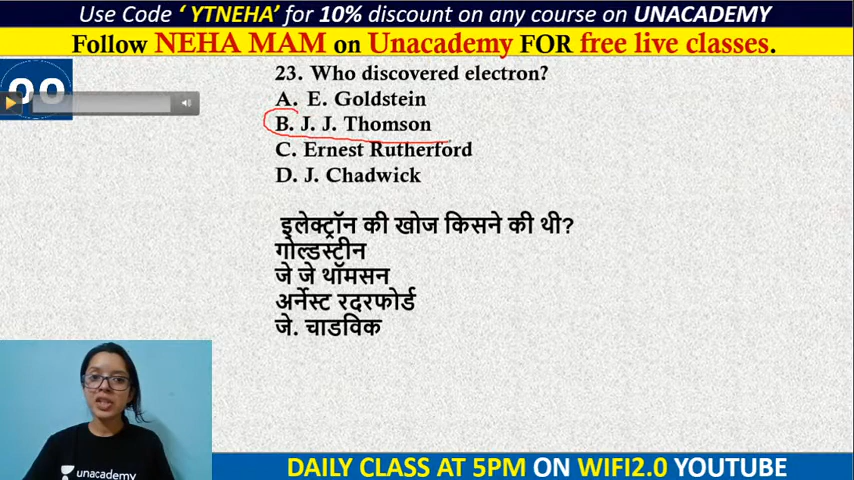 Use Code ‘ YTNEHA’ for 10% discount on any course on UNACADEMY
Follow NEHA MAM on Unacademy FOR free live classes.
00
23. Who discovered electron?
A. E. Goldstein
B. J. J. Thomson
C. Ernest Rutherford
D. J. Chadwick
इलेक्ट्रॉन की खोज किसने की थी?
गोल्डस्टीन
जे जे थॉमसन
अर्नेस्ट रदरफोर्ड
जे. चाडविक
unacademy
DAILY CLASS AT 5PM ON WIFI2.0 YOUTUBE